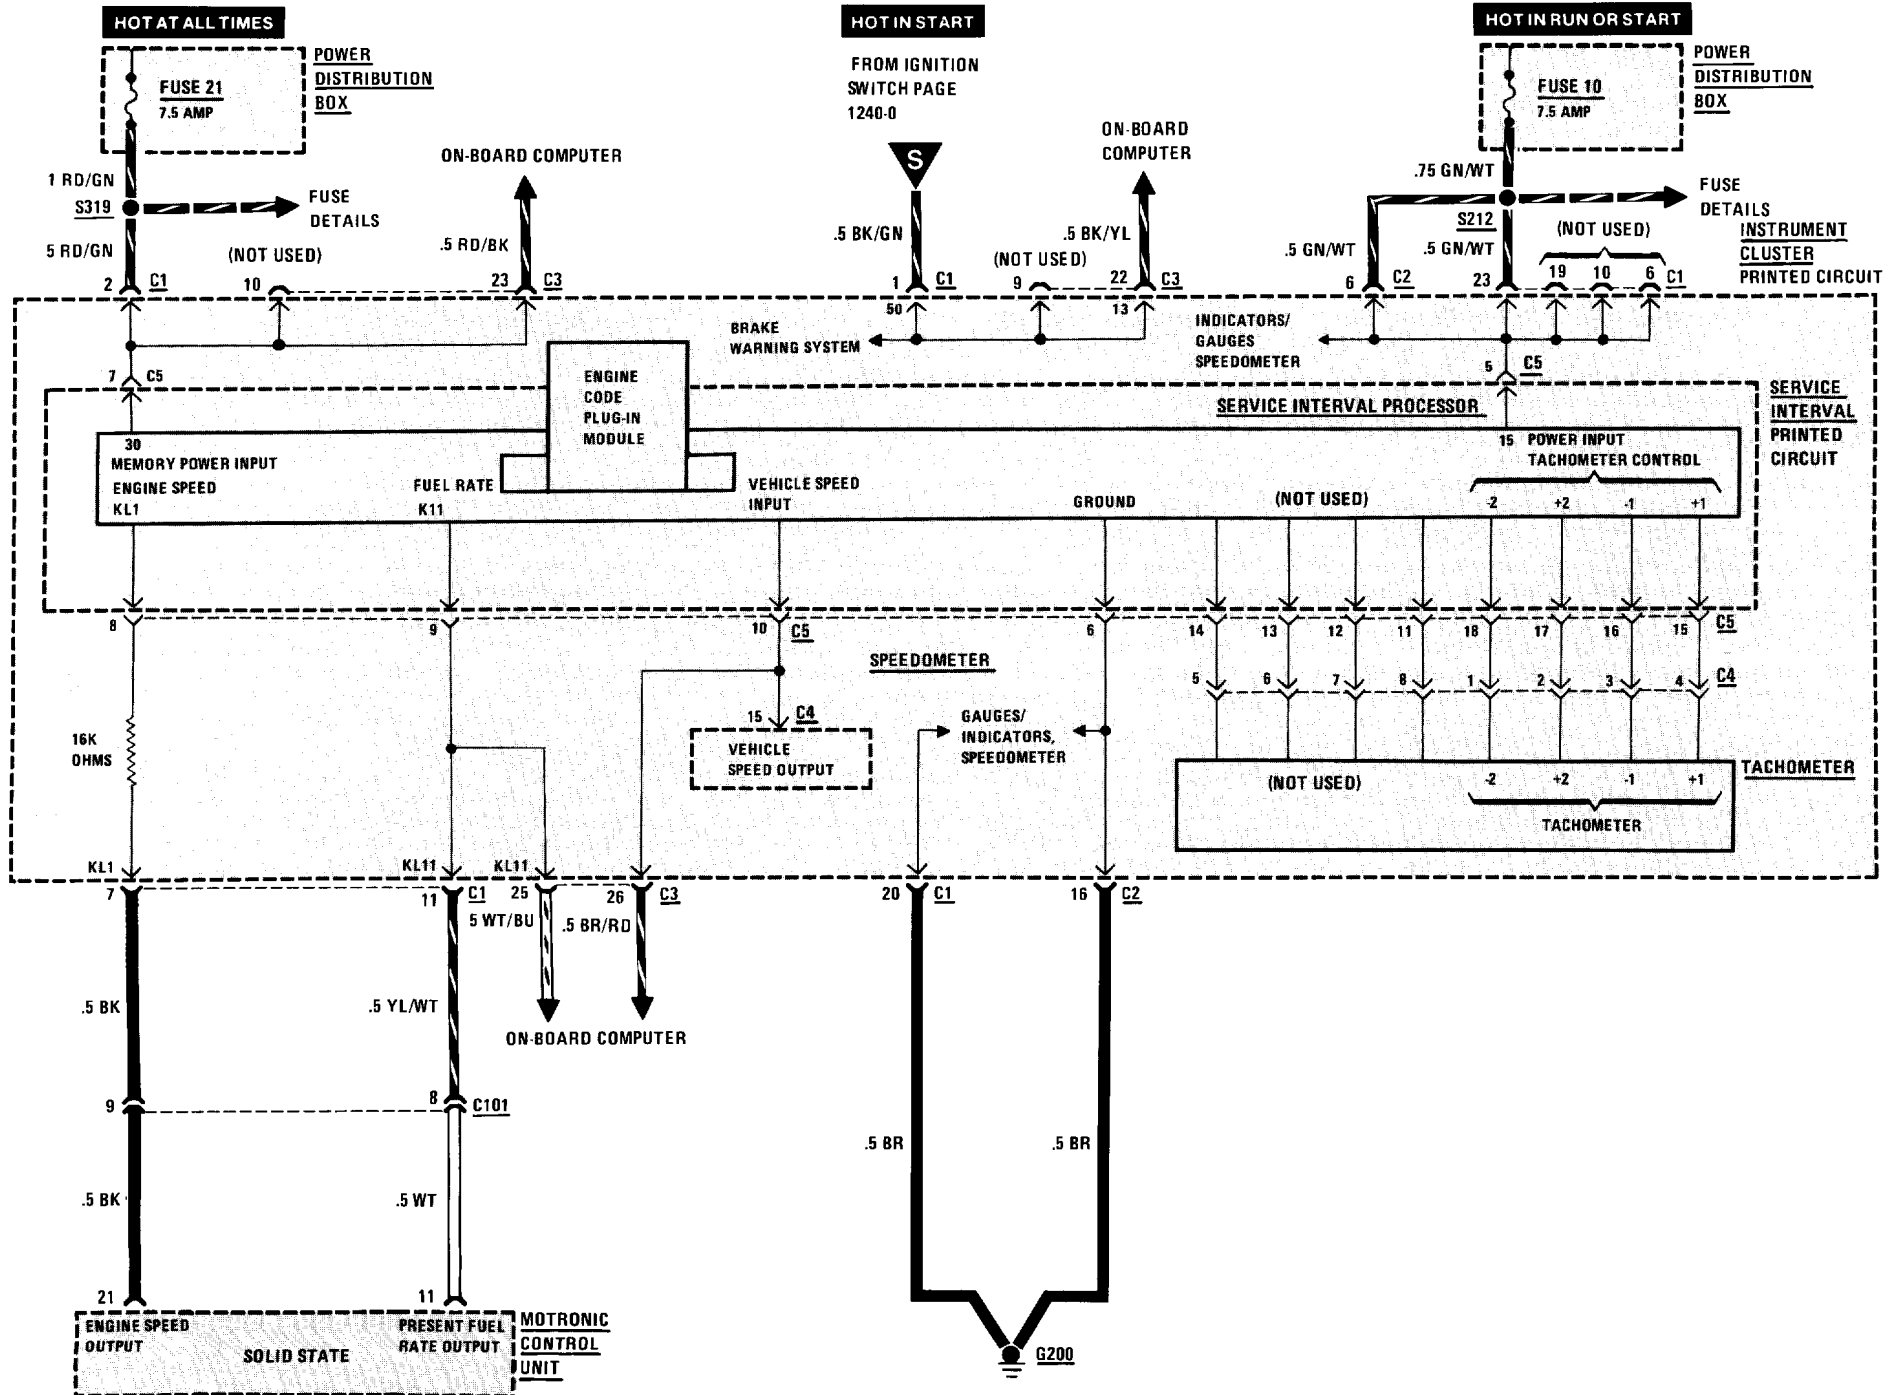 HOT AT ALL TIMES
HOT IN START
HOT IN RUN OR START
POWER
DISTRIBUTION
BOX
FUSE 21
7.5 AMP
FROM IGNITION
SWITCH PAGE
1240-0
S
FUSE 10
7.5 AMP
POWER
DISTRIBUTION
BOX
ON-BOARD COMPUTER
ON-BOARD
COMPUTER
1 RD/GN
S319
FUSE
DETAILS
5 RD/GN
(NOT USED)
.5 RD/BK
.5 BK/GN
.5 BK/YL
(NOT USED)
.75 GN/WT
S212
FUSE
DETAILS
.5 GN/WT
.5 GN/WT
(NOT USED)
INSTRUMENT
CLUSTER
PRINTED CIRCUIT
2 C1
10
23 C3
1 C1
9
22 C3
6 C2
23
19
10
6 C1
50
13
BRAKE
WARNING SYSTEM
INDICATORS/
GAUGES
SPEEDOMETER
7 C5
5 C5
ENGINE
CODE
PLUG-IN
MODULE
SERVICE INTERVAL PROCESSOR
SERVICE
INTERVAL
PRINTED
CIRCUIT
30
MEMORY POWER INPUT
ENGINE SPEED
KL1
FUEL RATE
K11
VEHICLE SPEED
INPUT
GROUND
(NOT USED)
15 POWER INPUT
TACHOMETER CONTROL
-2 +2 -1 +1
8
9
10 C5
6
14 13 12 11 18 17 16 15 C5
SPEEDOMETER
5 6 7 8 1 2 3 4 C4
15 C4
16K
OHMS
VEHICLE
SPEED OUTPUT
GAUGES/
INDICATORS,
SPEEDOMETER
(NOT USED)
-2 +2 -1 +1
TACHOMETER
TACHOMETER
KL1
KL11
KL11
7
11 C1
25
26 C3
20 C1
16 C2
5 WT/BU
.5 BR/RD
.5 BK
.5 YL/WT
ON-BOARD COMPUTER
9
8 C101
.5 BR
.5 BR
.5 BK
.5 WT
21
11
ENGINE SPEED
OUTPUT
SOLID STATE
PRESENT FUEL
RATE OUTPUT
MOTRONIC
CONTROL
UNIT
G200